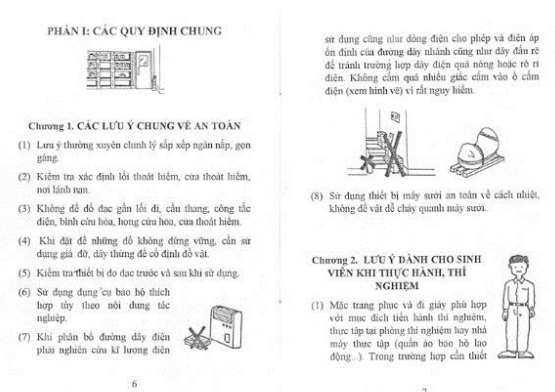 PHẦN I: CÁC QUY ĐỊNH CHUNG
Chương 1. CÁC LƯU Ý CHUNG VỀ AN TOÀN
(1) Lưu ý thường xuyên chỉnh lý sắp xếp ngăn nắp, gọn
gàng.
(2) Kiểm tra xác định lối thoát hiểm, cửa thoát hiểm,
nơi lánh nạn.
(3) Không để đồ đạc gần lối đi, cầu thang, công tắc
điện, bình cứu hỏa, họng cứu hỏa, cửa thoát hiểm.
(4) Khi đặt để những đồ không đứng vững, cần sử
dụng giá đỡ, dây thừng để cố định đồ vật.
(5) Kiểm tra thiết bị đo đạc trước và sau khi sử dụng.
(6) Sử dụng dụng cụ bảo hộ thích
hợp tùy theo nội dung tác
nghiệp.
(7) Khi phân bố đường dây điện
phải nghiên cứu kĩ lượng điện
6
sử dụng cũng như dòng điện cho phép và điện áp
ổn định của đường dây nhánh cũng như dây đầu rẽ
để tránh trường hợp dây điện quá nóng hoặc rò rỉ
điện. Không cắm quá nhiều giắc cắm vào ổ cắm
điện (xem hình vẽ) vì rất nguy hiểm.
(8) Sử dụng thiết bị máy sưởi an toàn về cách nhiệt,
không để vật dễ cháy quanh máy sưởi.
Chương 2. LƯU Ý DÀNH CHO SINH
VIÊN KHI THỰC HÀNH, THÍ
NGHIỆM
(1) Mặc trang phục và đi giày phù hợp
với mục đích tiến hành thí nghiệm,
thực tập tại phòng thí nghiệm hay nhà
máy thực tập (quần áo bảo hộ lao
động...). Trong trường hợp cần thiết
7